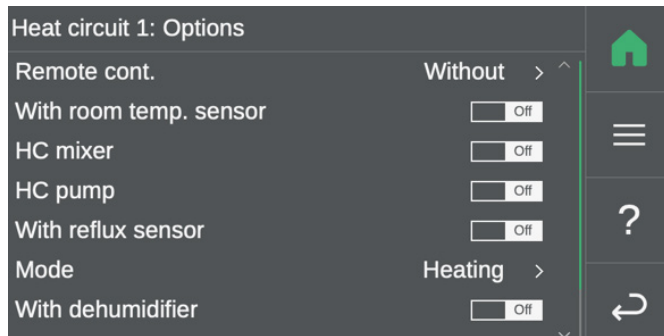 Heat circuit 1: Options
Remote cont. Without >
With room temp. sensor Off
HC mixer Off
HC pump Off
With reflux sensor Off
Mode Heating >
With dehumidifier Off
?